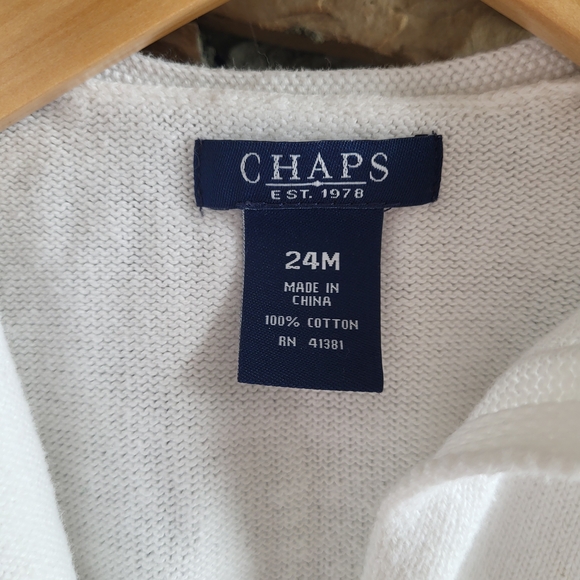 CHAPS
EST. 1978
24M
MADE IN
CHINA
100% COTTON
RN 41381